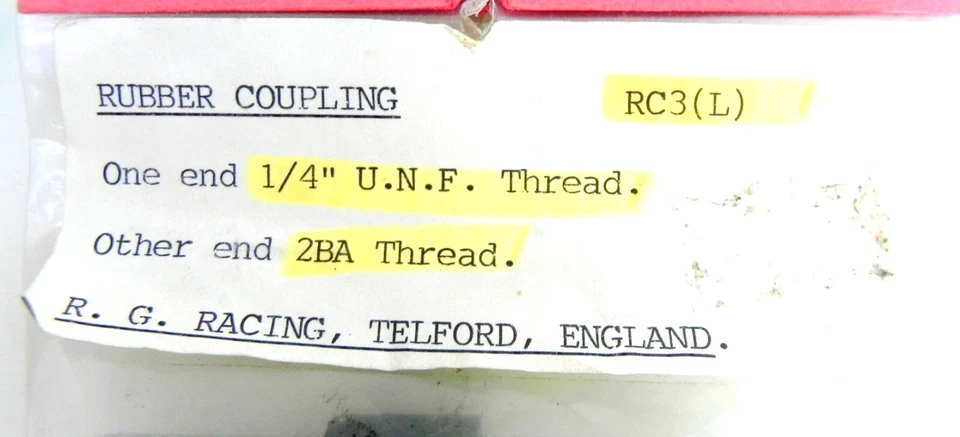 RUBBER COUPLING RC3(L)
One end 1/4" U.N.F. Thread.
Other end 2BA Thread.
R. G. RACING, TELFORD, ENGLAND.